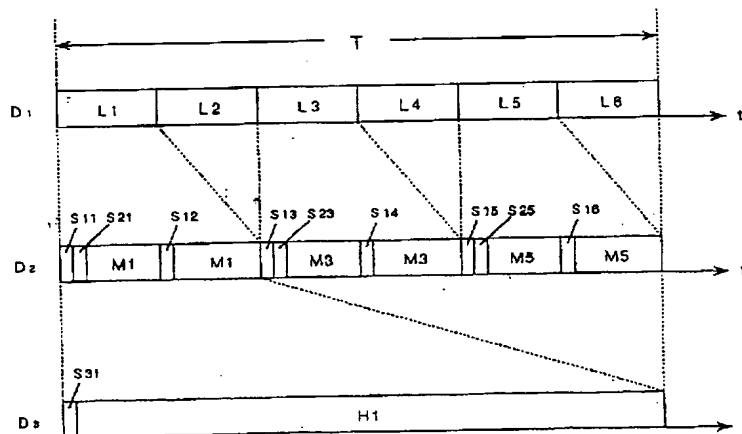 T
D1 L1 L2 L3 L4 L5 L6 t
S11 S21 S12 S13 S23 S14 S15 S25 S16
D2 M1 M1 M3 M3 M5 M5 t
S31
D3 H1